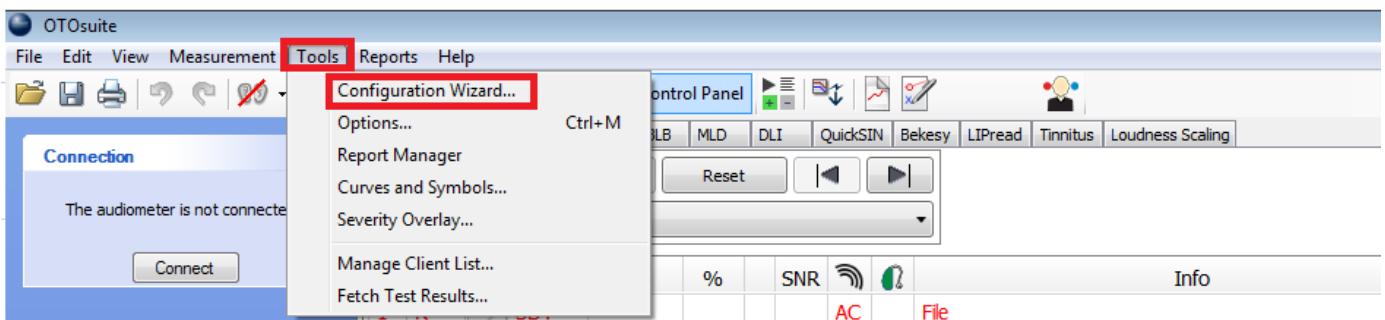 OTOsuite
File Edit View Measurement Tools Reports Help
Configuration Wizard...
ontrol Panel
Options... Ctrl+M
LB MLD DLI QuickSIN Bekesy LIPread Tinnitus Loudness Scaling
Connection
Report Manager
Reset
Curves and Symbols...
The audiometer is not connecte
Severity Overlay...
Connect
Manage Client List...
% SNR Info
Fetch Test Results...
AC File